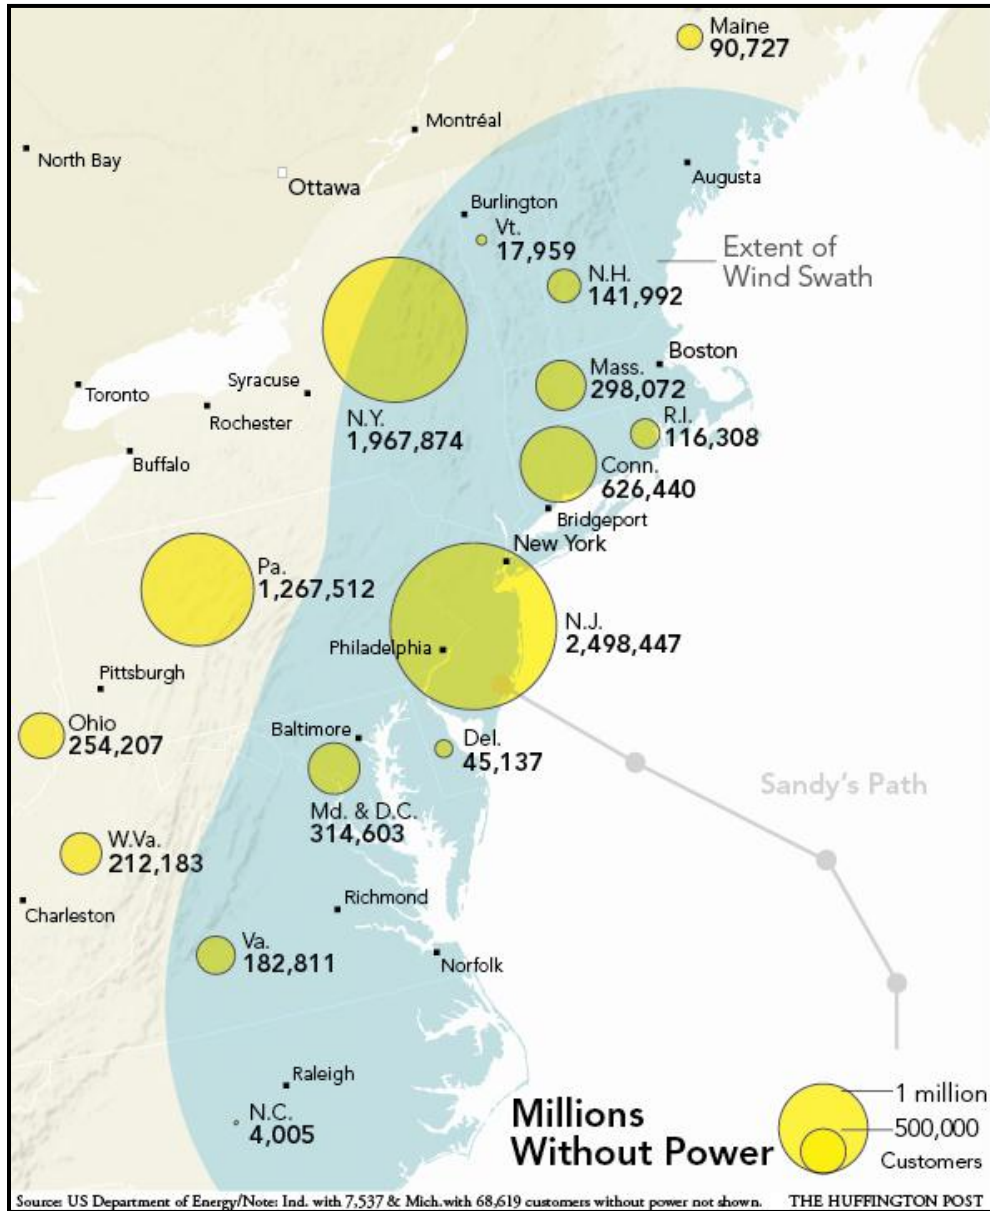 Maine
90,727
Montréal
North Bay
Ottawa
Augusta
Burlington
Vt.
17,959
Extent of
Wind Swath
N.H.
141,992
Boston
Mass.
298,072
Toronto
Syracuse
Rochester
N.Y.
1,967,874
R.I.
116,308
Buffalo
Conn.
626,440
Bridgeport
New York
Pa.
1,267,512
N.J.
2,498,447
Philadelphia
Pittsburgh
Ohio
254,207
Baltimore
Del.
45,137
Sandy's Path
Md. & D.C.
314,603
W.Va.
212,183
Charleston
Richmond
Va.
182,811
Norfolk
Raleigh
N.C.
4,005
Millions
Without Power
1 million
500,000
Customers
Source: US Department of Energy/Note: Ind. with 7,537 & Mich.with 68,619 customers without power not shown.
THE HUFFINGTON POST